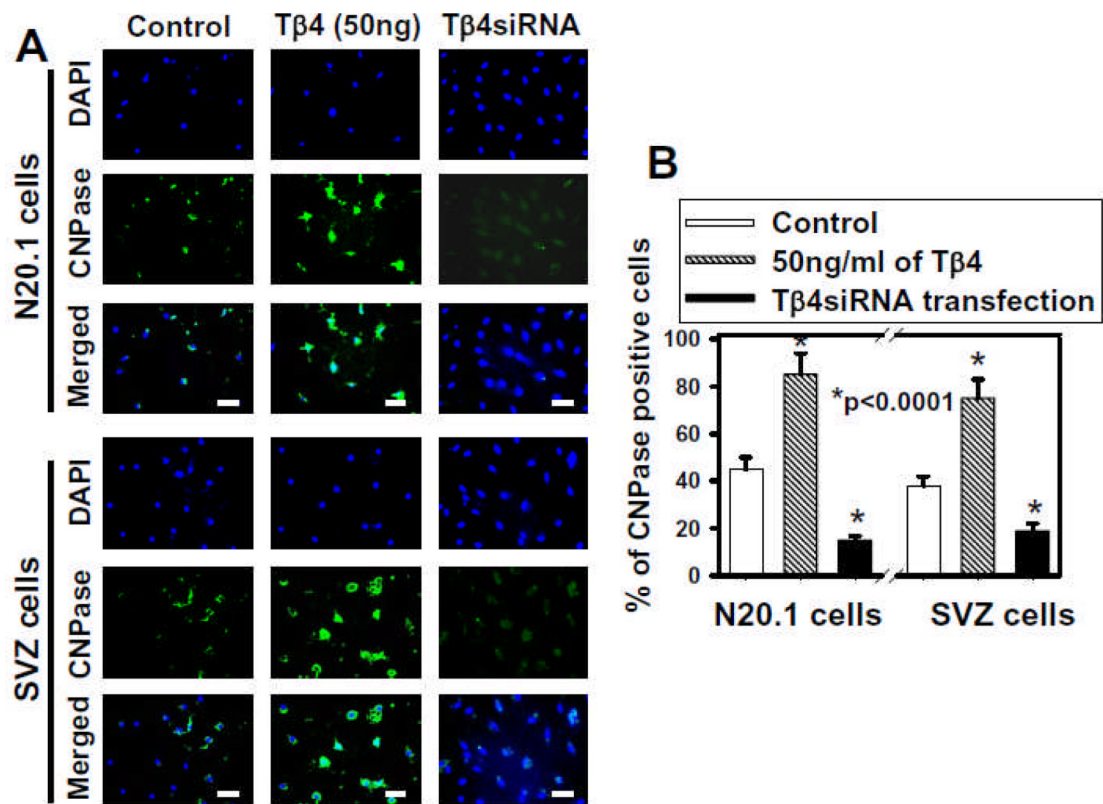 A
Control Tβ4 (50ng) Tβ4siRNA
N20.1 cells
DAPI
CNPase
Merged
SVZ cells
DAPI
CNPase
Merged
B
Control
50ng/ml of Tβ4
Tβ4siRNA transfection
% of CNPase positive cells
100
80
60
40
20
0
* * * *
*p<0.0001
N20.1 cells SVZ cells